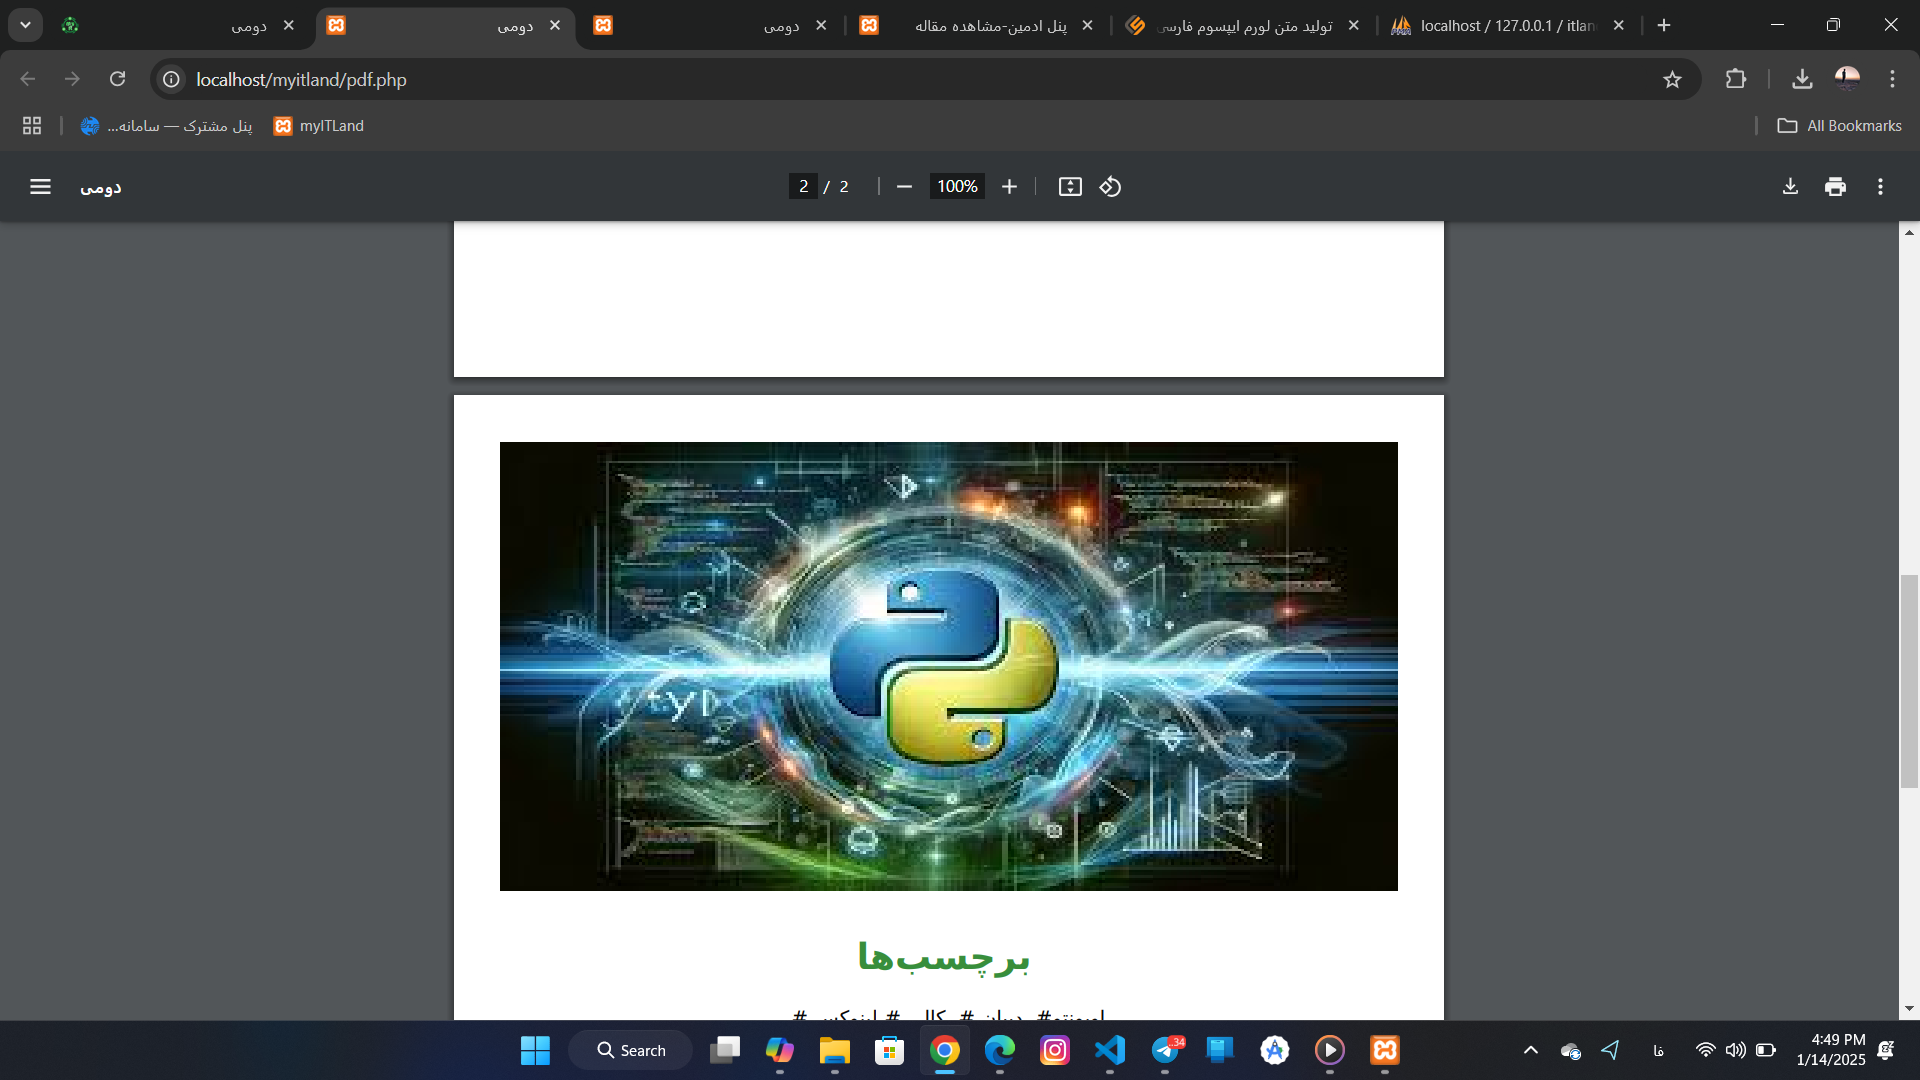 دومی
دومی
دومی
پنل ادمین-مشاهده مقاله
تولید متن لورم ایپسوم فارسی
localhost / 127.0.0.1 / itlan
localhost/myitland/pdf.php
پنل مشترک — سامانه...
myITLand
All Bookmarks
دومی
2 / 2
100%
ty
برچسب‌ها
Search
34
فا
4:49 PM
1/14/2025